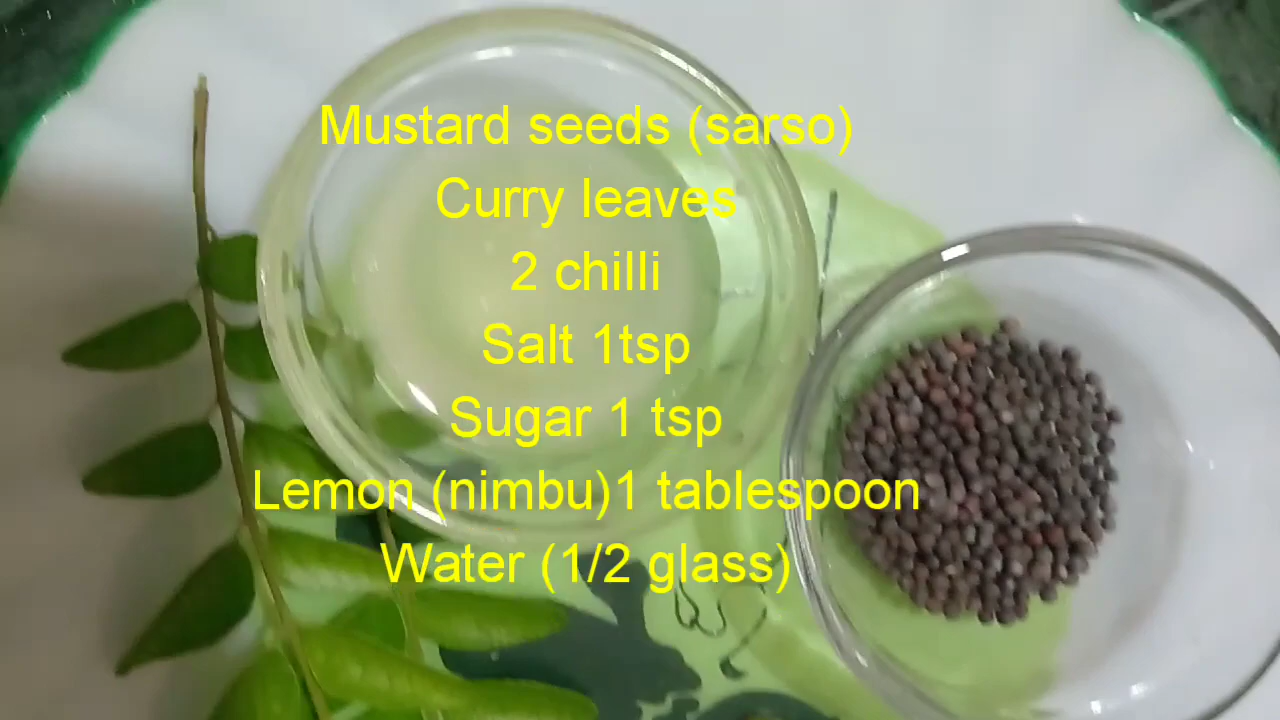 Mustard seeds (sarso)
Curry leaves
2 chilli
Salt 1tsp
Sugar 1 tsp
Lemon (nimbu)1 tablespoon
Water (1/2 glass)